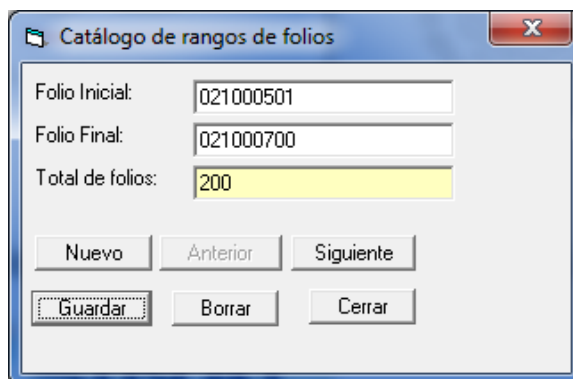 Catálogo de rangos de folios
Folio Inicial: 021000501
Folio Final: 021000700
Total de folios: 200
Nuevo Anterior Siguiente
Guardar Borrar Cerrar